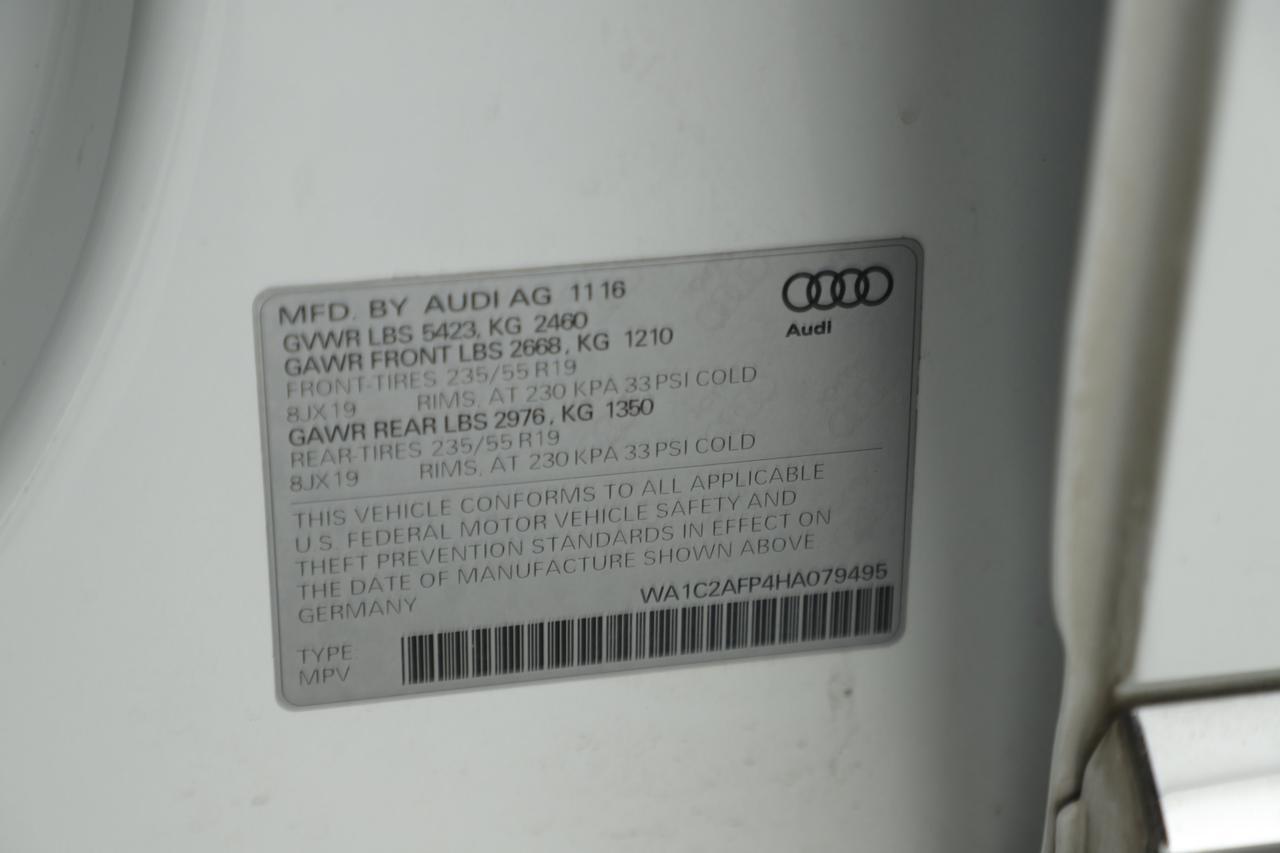 MFD. BY AUDI AG 11 16
GVWR LBS 5423, KG 2460
GAWR FRONT LBS 2668, KG 1210
FRONT-TIRES 235/55 R19
8JX19 RIMS, AT 230 KPA 33 PSI COLD
GAWR REAR LBS 2976, KG 1350
REAR-TIRES 235/55 R19
8JX19 RIMS, AT 230 KPA 33 PSI COLD
Audi
THIS VEHICLE CONFORMS TO ALL APPLICABLE
U.S. FEDERAL MOTOR VEHICLE SAFETY AND
THEFT PREVENTION STANDARDS IN EFFECT ON
THE DATE OF MANUFACTURE SHOWN ABOVE
GERMANY
WA1C2AFP4HA079495
TYPE:
MPV